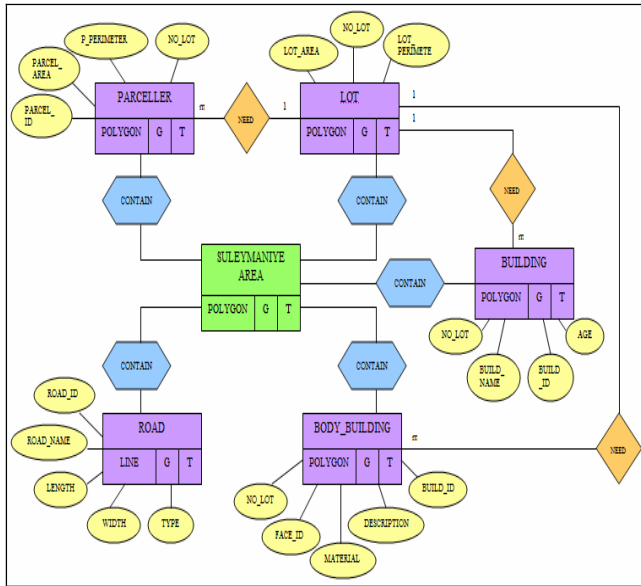 P_PERIMETER
NO_LOT
PARCEL_
AREA
PARCEL_
ID
PARCELLER
POLYGON G T
NEED
1
LOT_AREA
NO_LOT
LOT_
PERIMETE
LOT
POLYGON G T
1
1
CONTAIN
CONTAIN
NEED
SULEYMANIYE
AREA
POLYGON G T
CONTAIN
BUILDING
POLYGON G T
NO_LOT
BUILD_
NAME
BUILD_
ID
AGE
CONTAIN
CONTAIN
ROAD_ID
ROAD_NAME
LENGTH
WIDTH
TYPE
ROAD
LINE G T
BODY_BUILDING
POLYGON G T
NO_LOT
FACE_ID
MATERIAL
DESCRIPTION
BUILD_ID
NEED